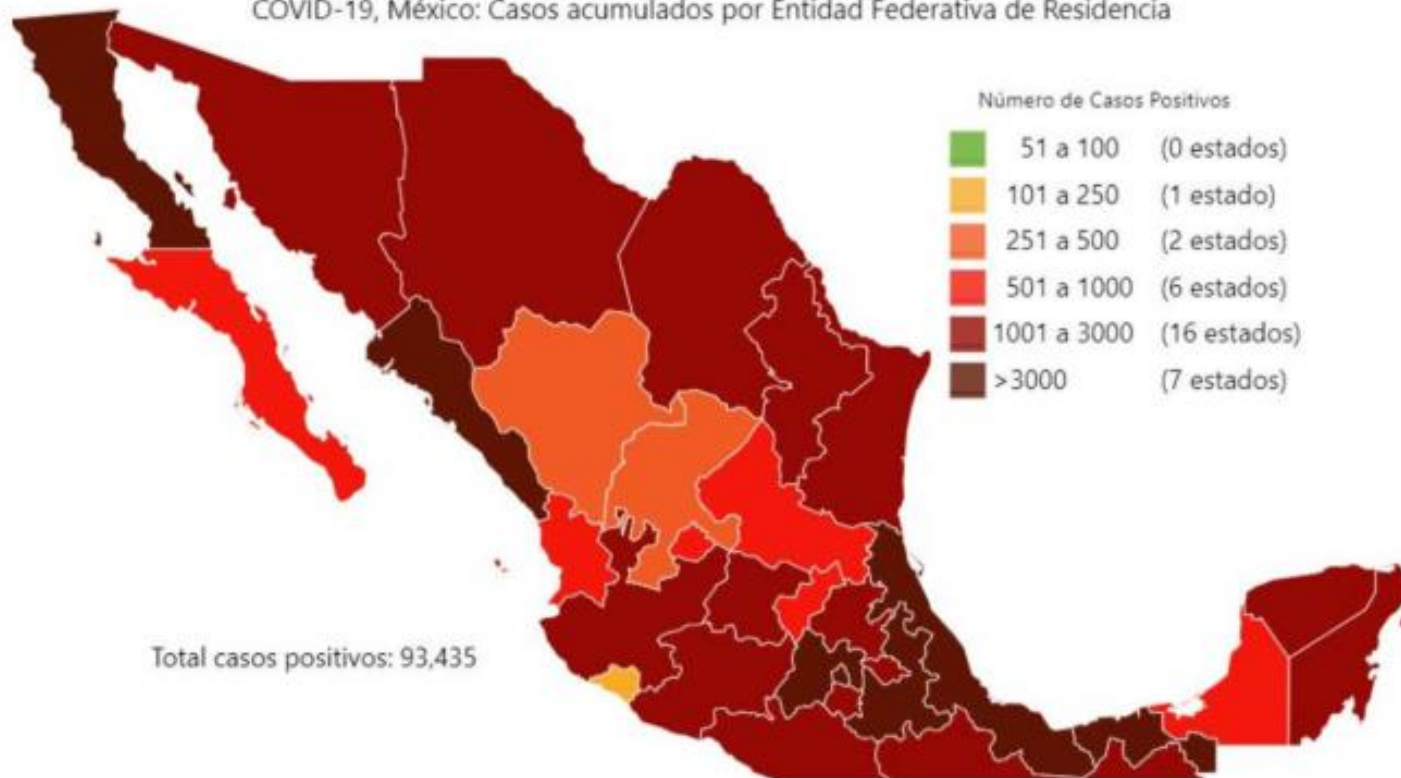 COVID-19, México: Casos acumulados por Entidad Federativa de Residencia
Número de Casos Positivos
51 a 100 (0 estados)
101 a 250 (1 estado)
251 a 500 (2 estados)
501 a 1000 (6 estados)
1001 a 3000 (16 estados)
>3000 (7 estados)
Total casos positivos: 93,435